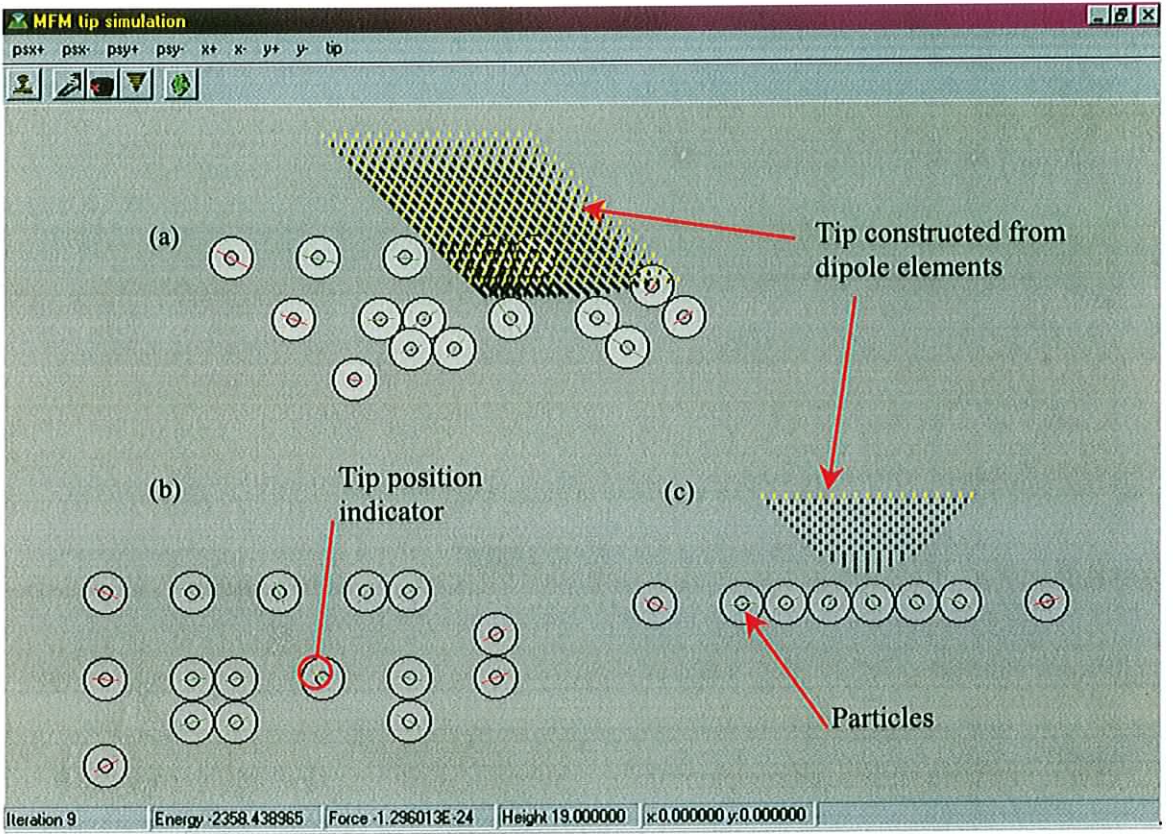 MFM tip simulation
psx+ psx- psy+ psy- x+ x- y+ y- tip
(a)
Tip constructed from
dipole elements
(b)
Tip position
indicator
(c)
Particles
Iteration 9 Energy -2358.438965 Force -1.296013E-24 Height 19.000000 x:0.000000 y:0.000000